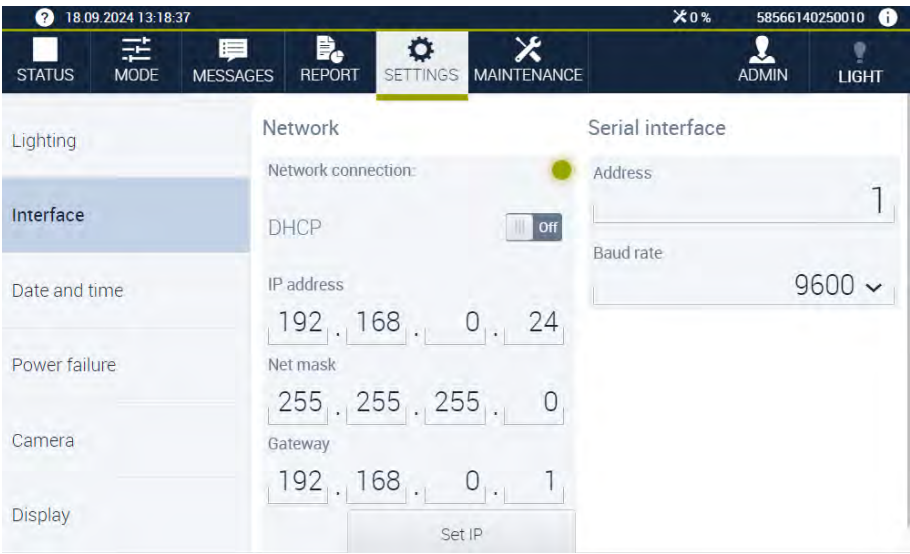 ? 18.09.2024 13:18:37 0 % 58566140250010 i
STATUS MODE MESSAGES REPORT SETTINGS MAINTENANCE ADMIN LIGHT
Lighting
Interface
Date and time
Power failure
Camera
Display
Network
Network connection:
DHCP Off
IP address
192 . 168 . 0 . 24
Net mask
255 . 255 . 255 . 0
Gateway
192 . 168 . 0 . 1
Set IP
Serial interface
Address
1
Baud rate
9600